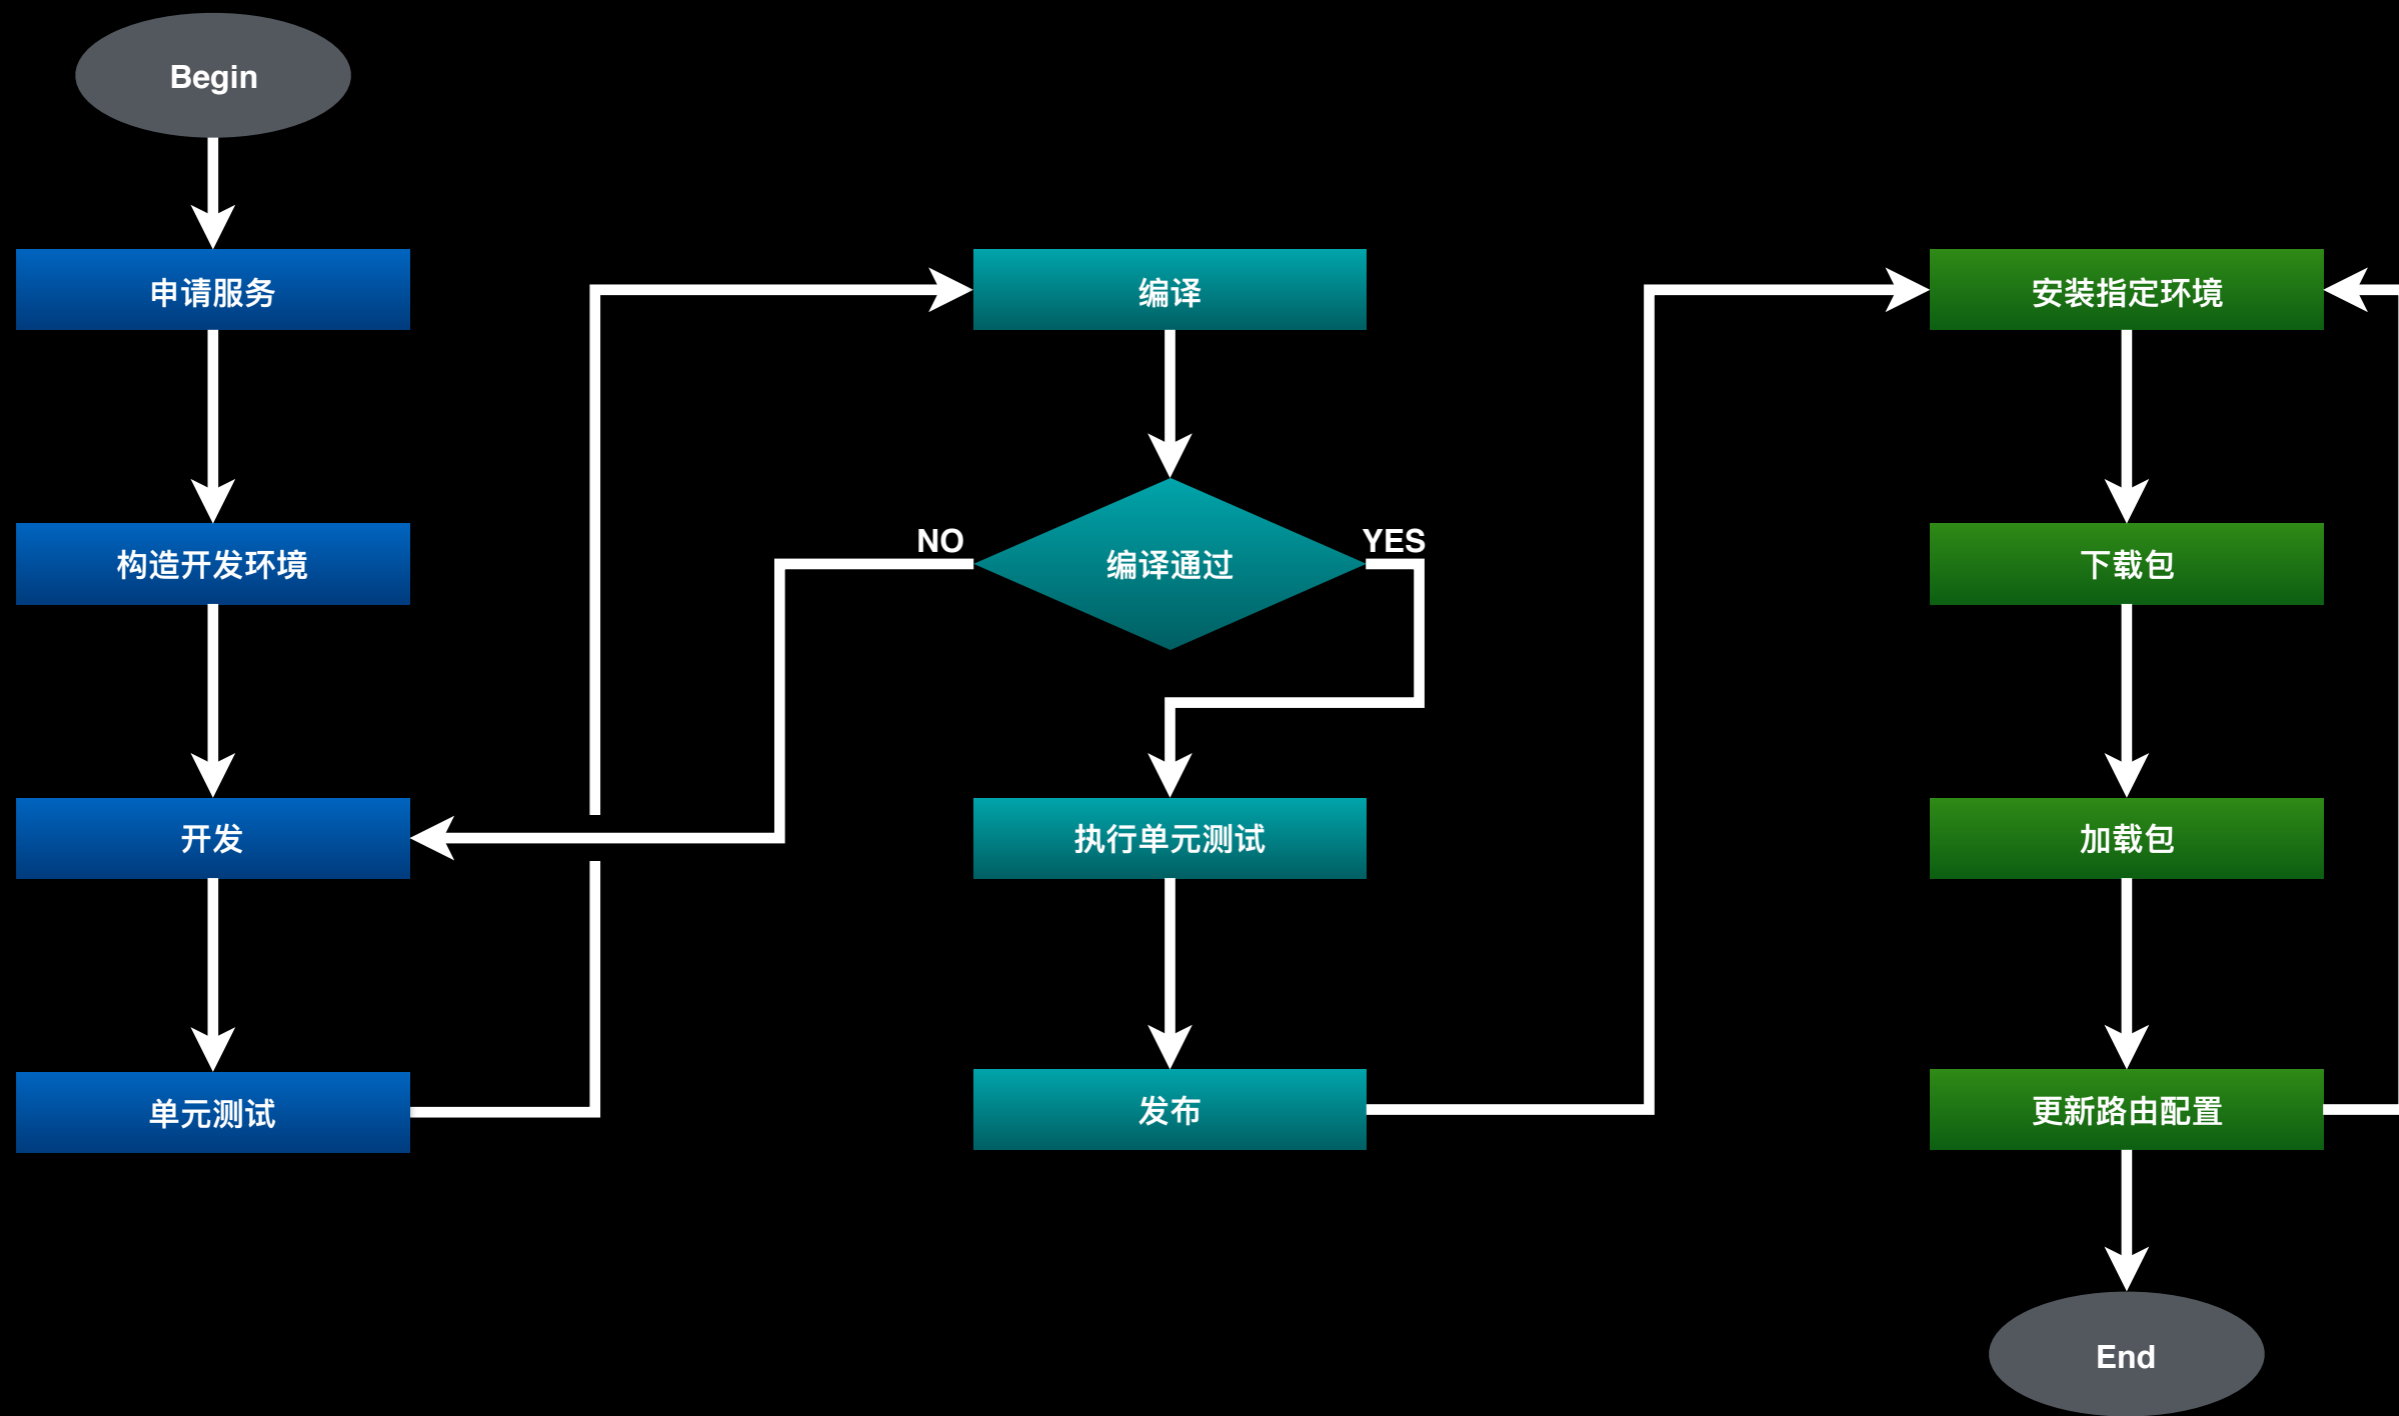 Begin
申请服务
构造开发环境
开发
单元测试
编译
NO
编译通过
YES
执行单元测试
发布
安装指定环境
下载包
加载包
更新路由配置
End